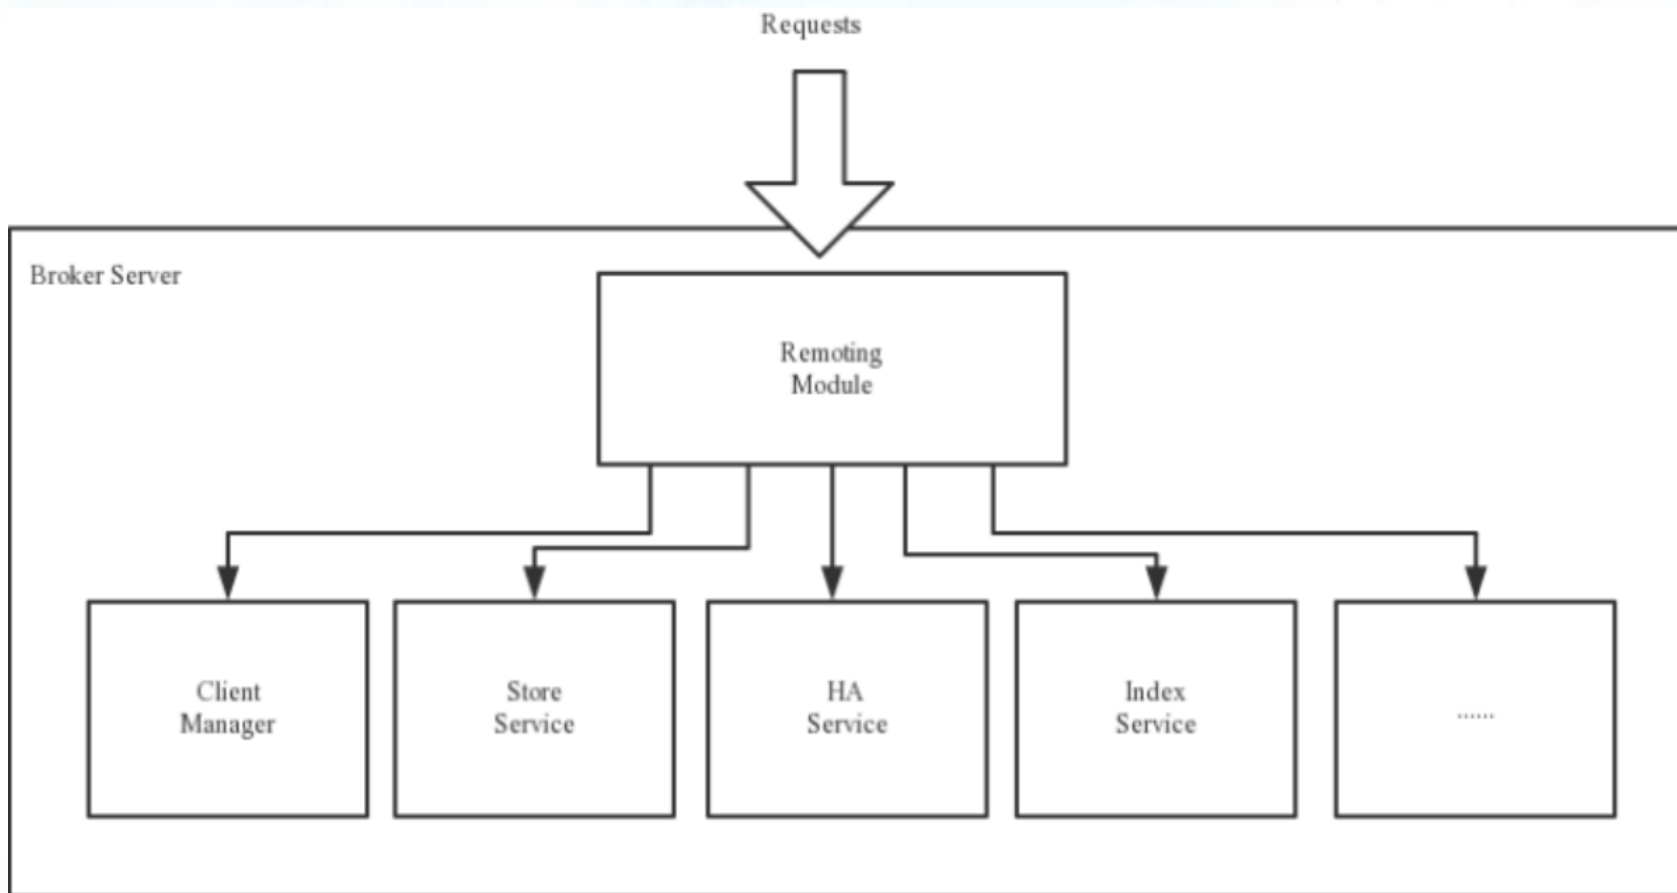 Requests
Broker Server
Remoting
Module
Client
Manager
Store
Service
HA
Service
Index
Service
......